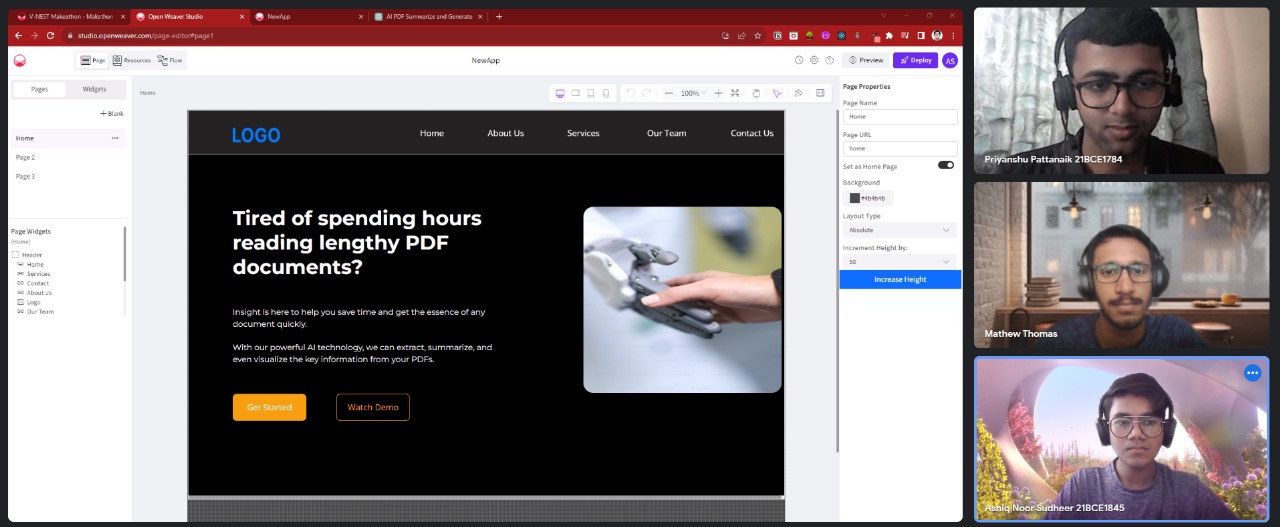 V-NEST Makeathon - Makethon
Open Weaver Studio
NewApp
AI PDF Summarize and Generate
studio.openweaver.com/page-editor#page1
Page
Resources
Flow
NewApp
Preview
Deploy
AS
Pages
Widgets
Blank
Home
Page 2
Page 3
Page Widgets
(Home)
Header
Home
Services
Contact
About us
Logo
Our Team
Home
100%
LOGO
Home
About Us
Services
Our Team
Contact Us
Tired of spending hours
reading lengthy PDF
documents?
Insight is here to help you save time and get the essence of any
document quickly.
With our powerful AI technology, we can extract, summarize, and
even visualize the key information from your PDFs.
Get Started
Watch Demo
Page Properties
Page Name
Home
Page URL
home
Set as Home Page
Background
#4b4b4b
Layout Type
Absolute
Increment Height by:
50
Increase Height
Priyanshu Pattanaik 21BCE1784
Mathew Thomas
Ashiq Noor Sudheer 21BCE1845